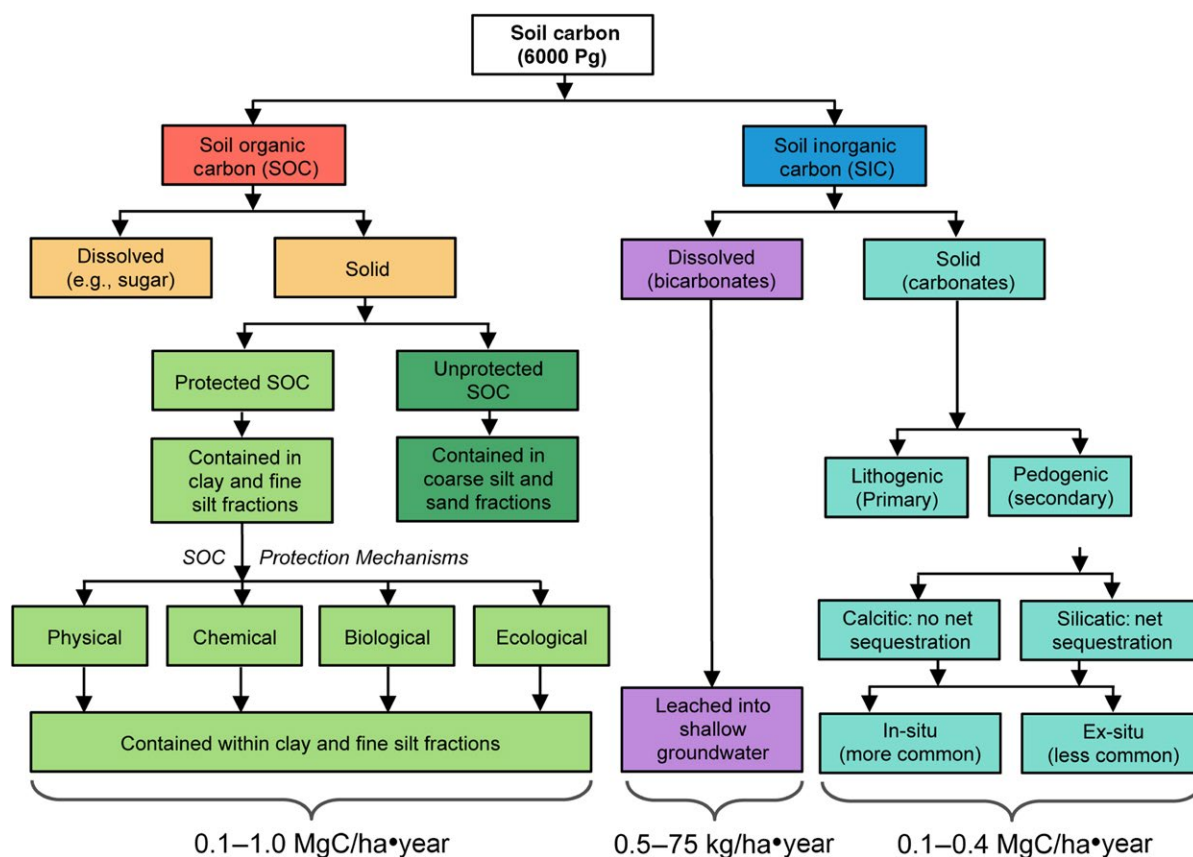 Soil carbon
(6000 Pg)
Soil organic
carbon (SOC)
Soil inorganic
carbon (SIC)
Dissolved
(e.g., sugar)
Solid
Dissolved
(bicarbonates)
Solid
(carbonates)
Protected SOC
Unprotected
SOC
Contained in
clay and fine
silt fractions
Contained in
coarse silt and
sand fractions
Lithogenic
(Primary)
Pedogenic
(secondary)
SOC Protection Mechanisms
Physical
Chemical
Biological
Ecological
Calcitic: no net
sequestration
Silicatic: net
sequestration
Contained within clay and fine silt fractions
Leached into
shallow
groundwater
In-situ
(more common)
Ex-situ
(less common)
0.1–1.0 MgC/ha•year
0.5–75 kg/ha•year
0.1–0.4 MgC/ha•year